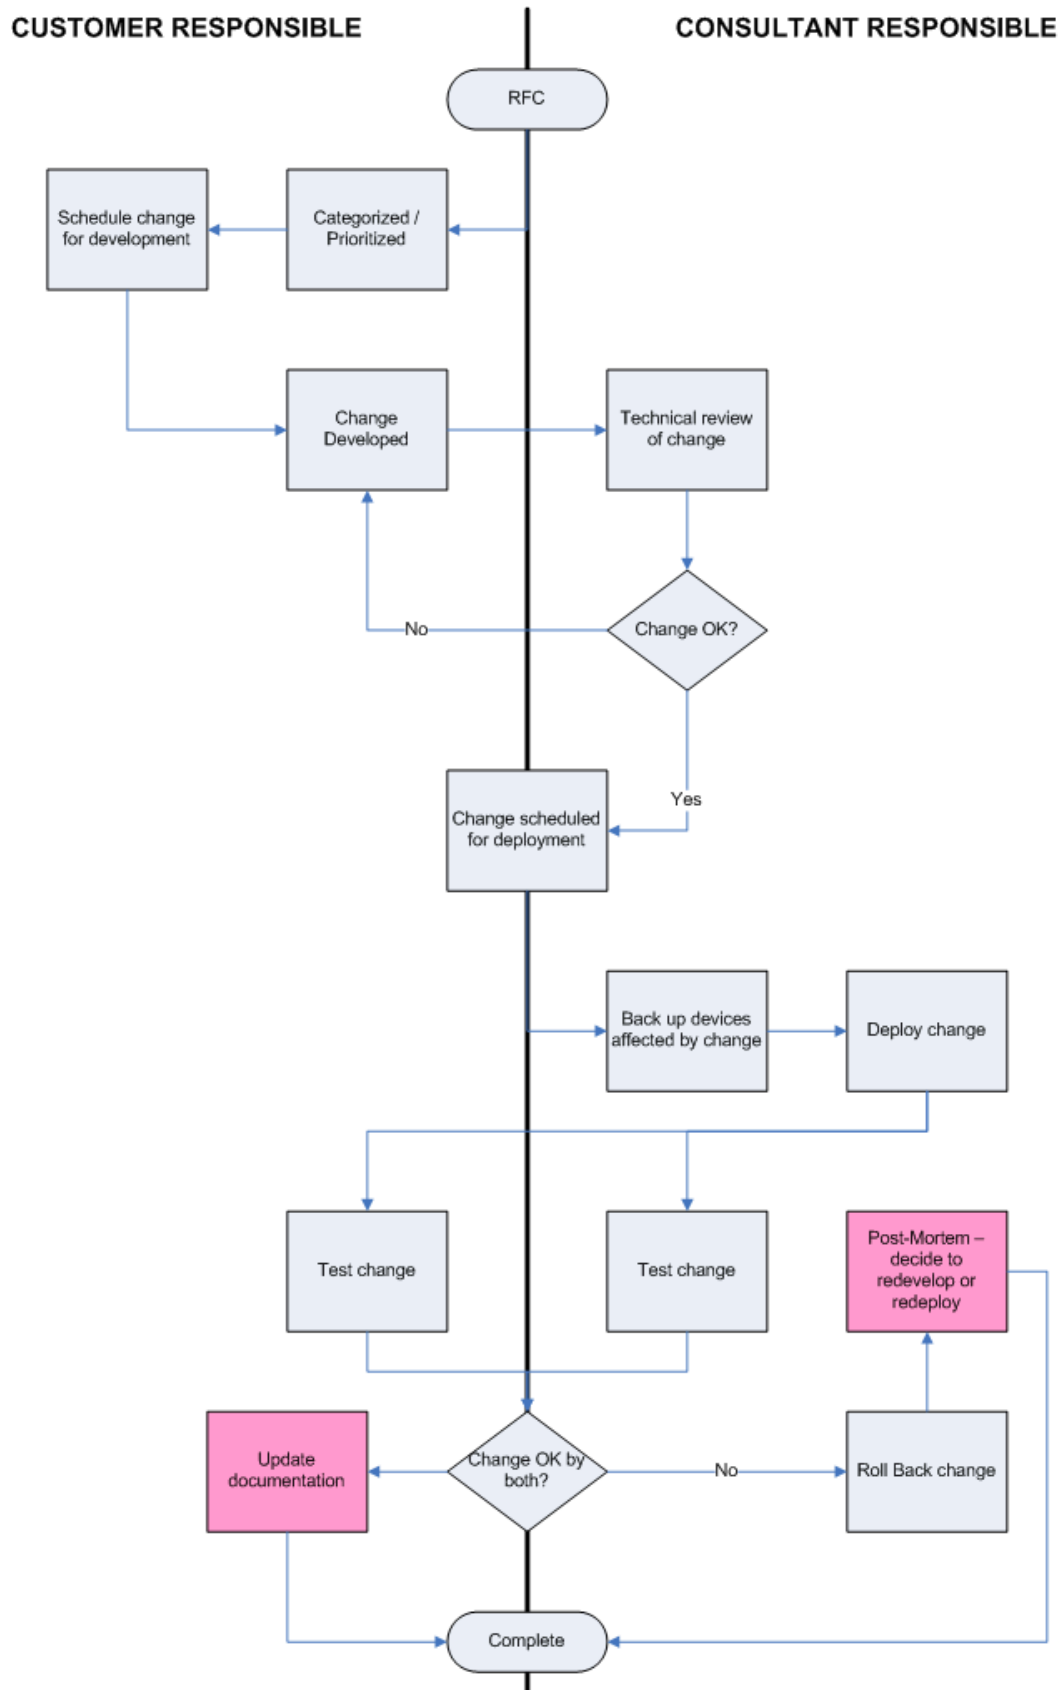 CUSTOMER RESPONSIBLE
CONSULTANT RESPONSIBLE
RFC
Schedule change
for development
Categorized /
Prioritized
Change
Developed
Technical review
of change
Change OK?
No
Yes
Change scheduled
for deployment
Back up devices
affected by change
Deploy change
Test change
Test change
Post-Mortem –
decide to
redevelop or
redeploy
Update
documentation
Change OK by
both?
No
Roll Back change
Complete